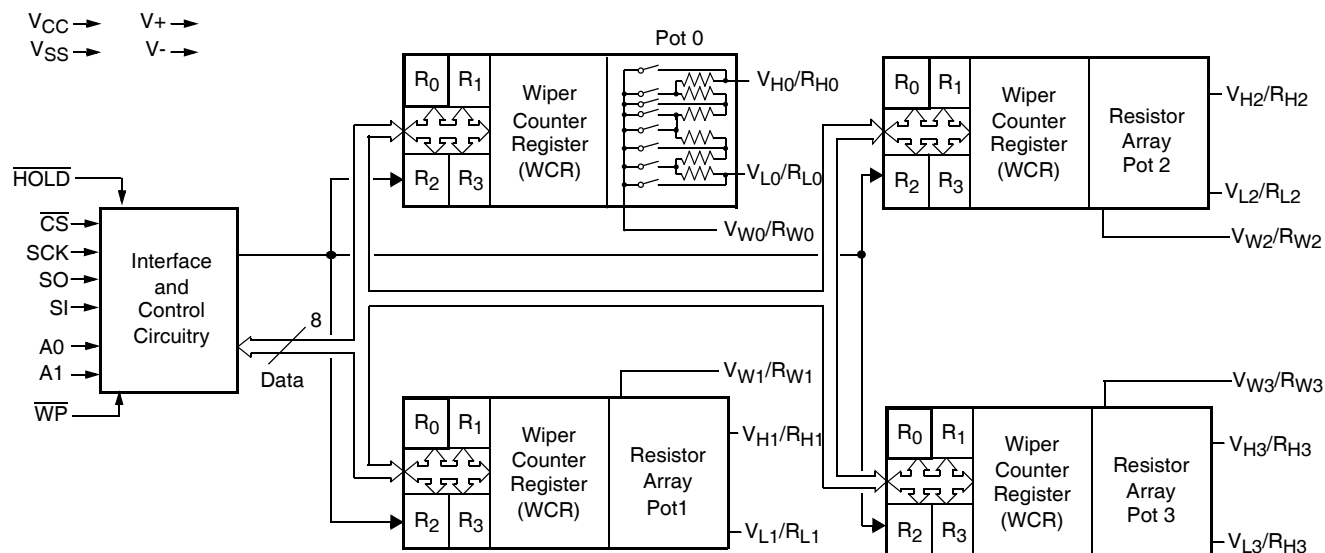 VCC V+
VSS V-
Pot 0
R0 R1
R2 R3
Wiper
Counter
Register
(WCR)
VH0/RH0
VL0/RL0
VW0/RW0
R0 R1
R2 R3
Wiper
Counter
Register
(WCR)
Resistor
Array
Pot 2
VH2/RH2
VL2/RL2
VW2/RW2
HOLD
CS
SCK
SO
SI
A0
A1
WP
Interface
and
Control
Circuitry
8
Data
VW1/RW1
R0 R1
R2 R3
Wiper
Counter
Register
(WCR)
Resistor
Array
Pot1
VH1/RH1
VL1/RL1
VW3/RW3
R0 R1
R2 R3
Wiper
Counter
Register
(WCR)
Resistor
Array
Pot 3
VH3/RH3
VL3/RH3